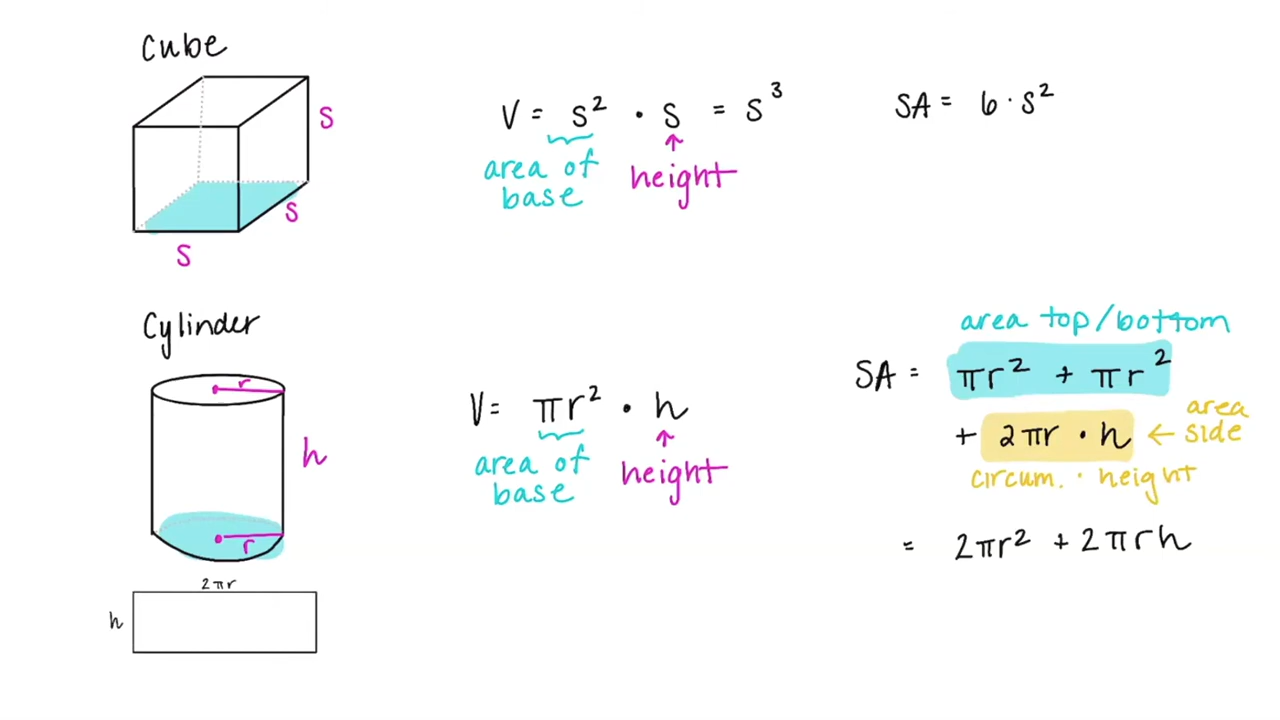 Cube
s
s
s
V = s² · s = s³
area of base
height
SA = 6 · s²
Cylinder
r
h
r
2πr
h
V = πr² · h
area of base
height
area top/bottom
SA = πr² + πr²
+ 2πr · h ← area side
circum. · height
= 2πr² + 2πrh